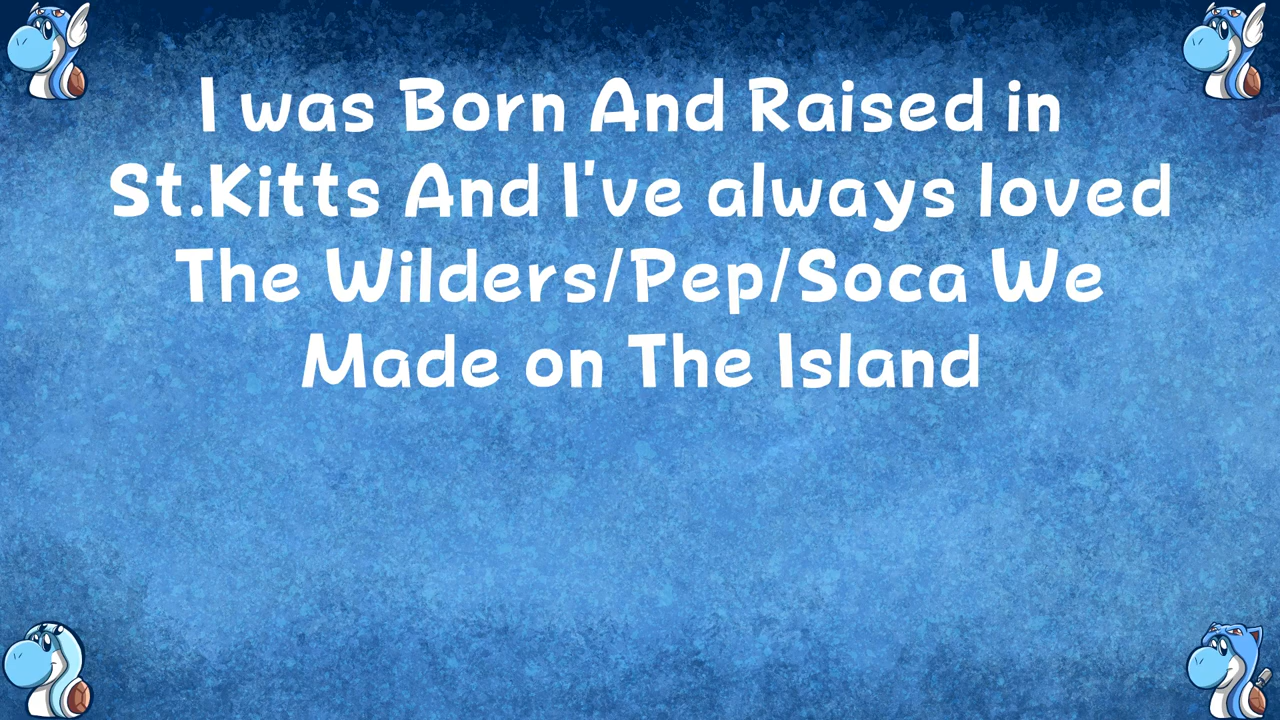 I was Born And Raised in
St.Kitts And I've always loved
The Wilders/Pep/Soca We
Made on The Island